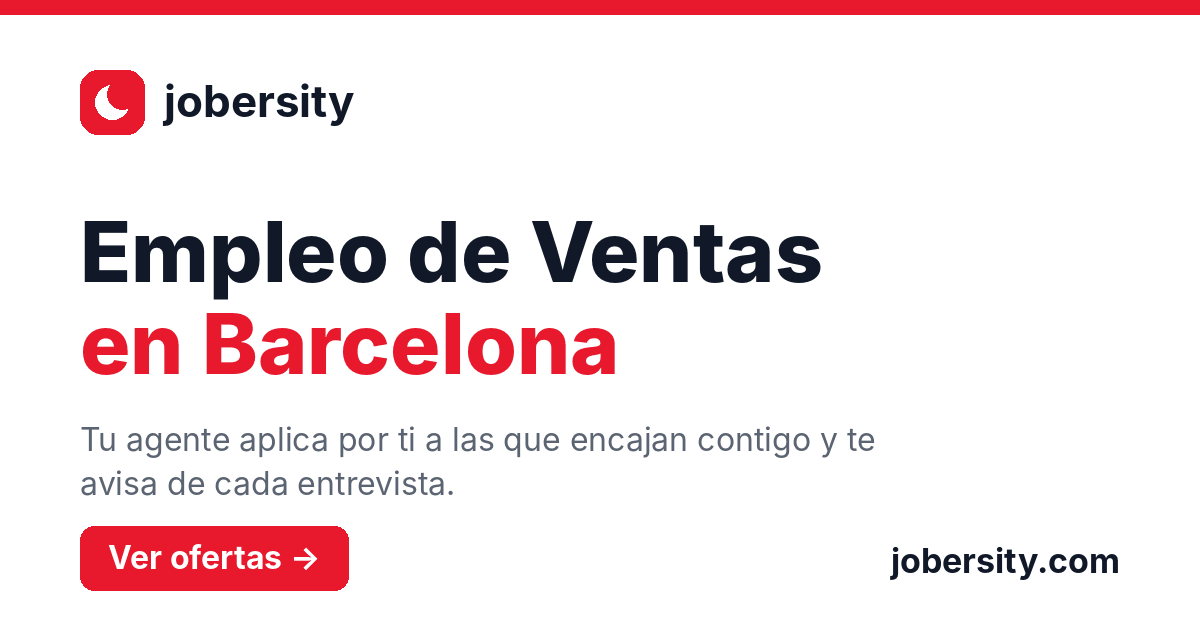 jobersity
Empleo de Ventas
en Barcelona
Tu agente aplica por ti a las que encajan contigo y te
avisa de cada entrevista.
Ver ofertas →
jobersity.com